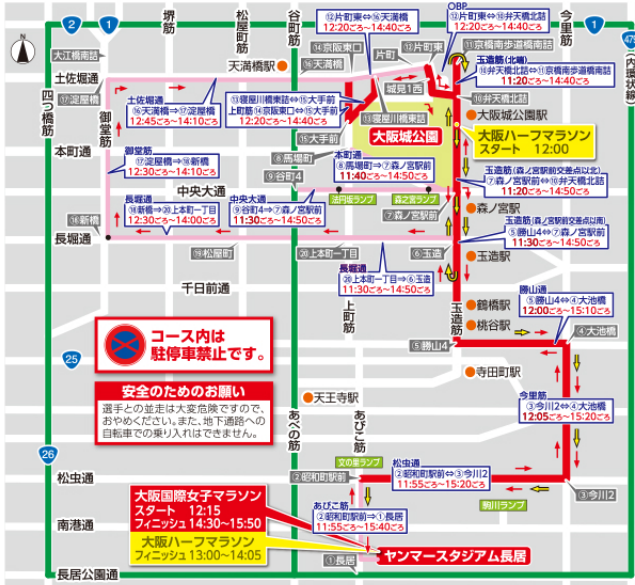 2
1
堺筋
松屋町筋
谷町筋
⑫片町東⇔⑯天満橋
12:20ごろ〜14:40ごろ
OBP
⑫片町東⇔⑩弁天橋北詰
12:20ごろ〜14:40ごろ
今里筋
1
479
(内環状線)
大江橋南詰
土佐堀通
天満橋駅
⑭京阪東口
⑯天満橋
片町
⑫片町東
⑪京橋南歩道橋南詰
玉造筋(北端)
⑩弁天橋北詰⇔⑪京橋南歩道橋南詰
11:20ごろ〜14:40ごろ
城見1西
⑩弁天橋北詰
⑰淀屋橋
土佐堀通
⑯天満橋⇒⑰淀屋橋
12:45ごろ〜14:10ごろ
⑬寝屋川橋東詰⇔⑮大手前
上町筋⑭京阪東口⇔⑮大手前
12:20ごろ〜14:40ごろ
⑬寝屋川橋東詰
大阪城公園
大阪城公園駅
大阪ハーフマラソン
スタート 12:00
⑮大手前
四つ橋筋
御堂筋
本町通
御堂筋
⑰淀屋橋⇒⑱新橋
12:30ごろ〜14:10ごろ
⑧馬場町
⑨谷町4
本町通
⑧馬場町⇔⑦森ノ宮駅前
11:40ごろ〜14:50ごろ
玉造筋(森ノ宮駅前交差点以北)
⑦森ノ宮駅前⇔⑩弁天橋北詰
11:20ごろ〜14:50ごろ
中央大通
長堀通
⑱新橋⇒⑳上本町一丁目
12:30ごろ〜14:00ごろ
中央大通
⑨谷町4⇔⑦森ノ宮駅前
11:30ごろ〜14:50ごろ
法円坂ランプ
森之宮ランプ
⑦森ノ宮駅前
森ノ宮駅
玉造筋(森ノ宮駅前交差点以南)
⑤勝山4⇔⑦森ノ宮駅前
11:30ごろ〜14:50ごろ
⑱新橋
長堀通
⑲松屋町
⑳上本町一丁目
⑥玉造
玉造駅
長堀通
⑳上本町一丁目⇒⑥玉造
11:30ごろ〜14:50ごろ
千日前通
上町筋
玉造筋
鶴橋駅
桃谷駅
勝山通
⑤勝山4⇔④大池橋
12:00ごろ〜15:10ごろ
④大池橋
コース内は
駐停車禁止です。
⑤勝山4
25
寺田町駅
安全のためのお願い
選手との並走は大変危険ですので、
おやめください。また、地下通路への
自転車での乗り入れはできません。
天王寺駅
今里筋
③今川2⇔④大池橋
12:05ごろ〜15:20ごろ
あべの筋
あびこ筋
26
松虫通
文の里ランプ
②昭和町駅前
松虫通
②昭和町駅前⇔③今川2
11:55ごろ〜15:20ごろ
③今川2
駒川ランプ
大阪国際女子マラソン
スタート 12:15
フィニッシュ 14:30〜15:50
あびこ筋
②昭和町駅前⇒①長居
11:55ごろ〜15:40ごろ
南港通
大阪ハーフマラソン
フィニッシュ 13:00〜14:05
①長居
ヤンマースタジアム長居
長居公園通